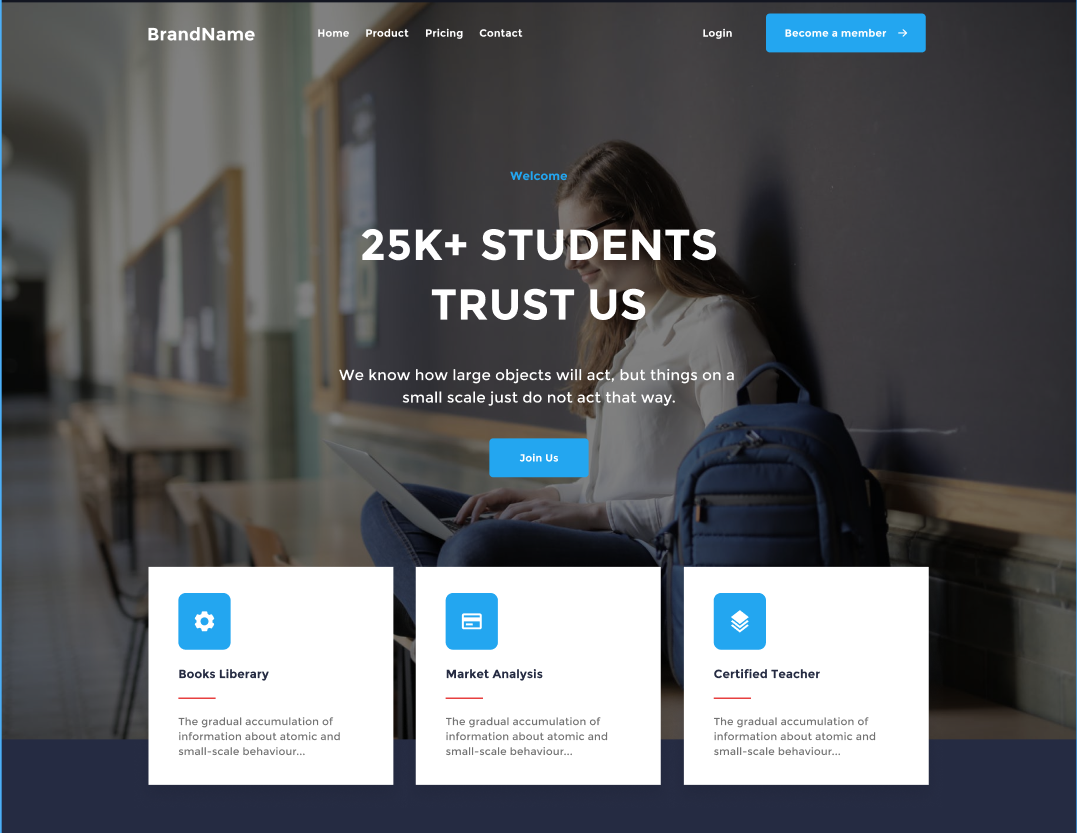 BrandName
Home Product Pricing Contact
Login
Become a member →
Welcome
25K+ STUDENTS
TRUST US
We know how large objects will act, but things on a
small scale just do not act that way.
Join Us
Books Liberary
The gradual accumulation of
information about atomic and
small-scale behaviour...
Market Analysis
The gradual accumulation of
information about atomic and
small-scale behaviour...
Certified Teacher
The gradual accumulation of
information about atomic and
small-scale behaviour...